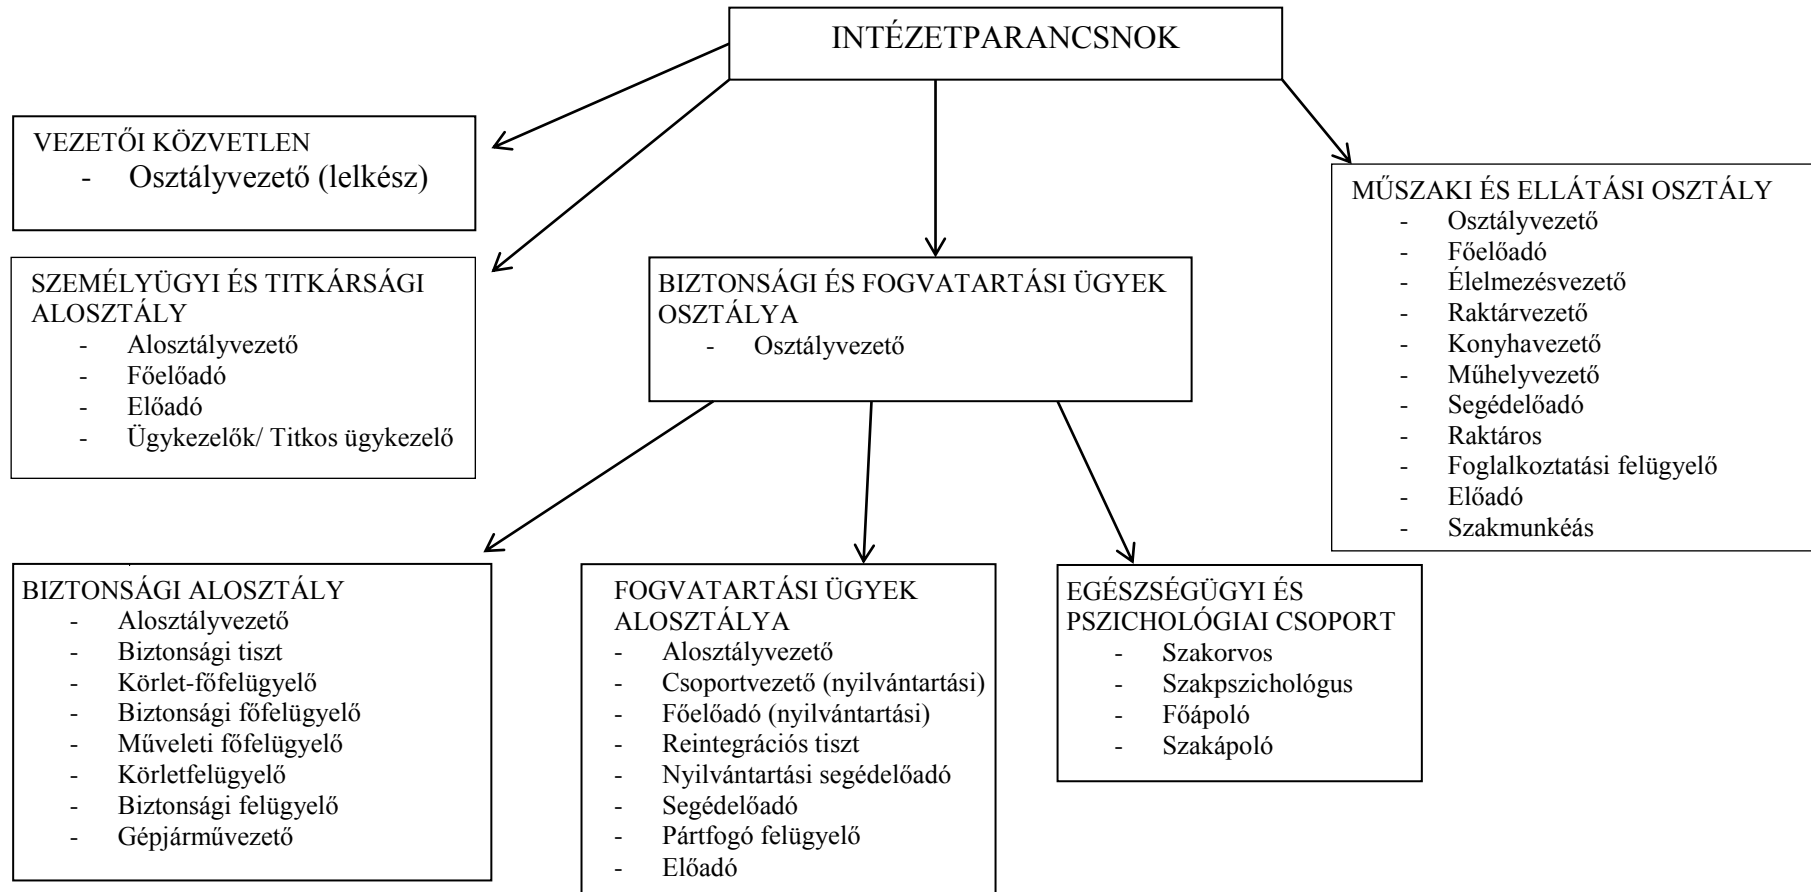 INTÉZETPARANCSNOK
VEZETŐI KÖZVETLEN
- Osztályvezető (lelkész)
SZEMÉLYÜGYI ÉS TITKÁRSÁGI
ALOSZTÁLY
- Alosztályvezető
- Főelőadó
- Előadó
- Ügykezelők/ Titkos ügykezelő
BIZTONSÁGI ÉS FOGVATARTÁSI ÜGYEK
OSZTÁLYA
- Osztályvezető
MŰSZAKI ÉS ELLÁTÁSI OSZTÁLY
- Osztályvezető
- Főelőadó
- Élelmezésvezető
- Raktárvezető
- Konyhavezető
- Műhelyvezető
- Segédelőadó
- Raktáros
- Foglalkoztatási felügyelő
- Előadó
- Szakmunkéás
BIZTONSÁGI ALOSZTÁLY
- Alosztályvezető
- Biztonsági tiszt
- Körlet-főfelügyelő
- Biztonsági főfelügyelő
- Műveleti főfelügyelő
- Körletfelügyelő
- Biztonsági felügyelő
- Gépjárművezető
FOGVATARTÁSI ÜGYEK
ALOSZTÁLYA
- Alosztályvezető
- Csoportvezető (nyilvántartási)
- Főelőadó (nyilvántartási)
- Reintegrációs tiszt
- Nyilvántartási segédelőadó
- Segédelőadó
- Pártfogó felügyelő
- Előadó
EGÉSZSÉGÜGYI ÉS
PSZICHOLÓGIAI CSOPORT
- Szakorvos
- Szakpszichológus
- Főápoló
- Szakápoló